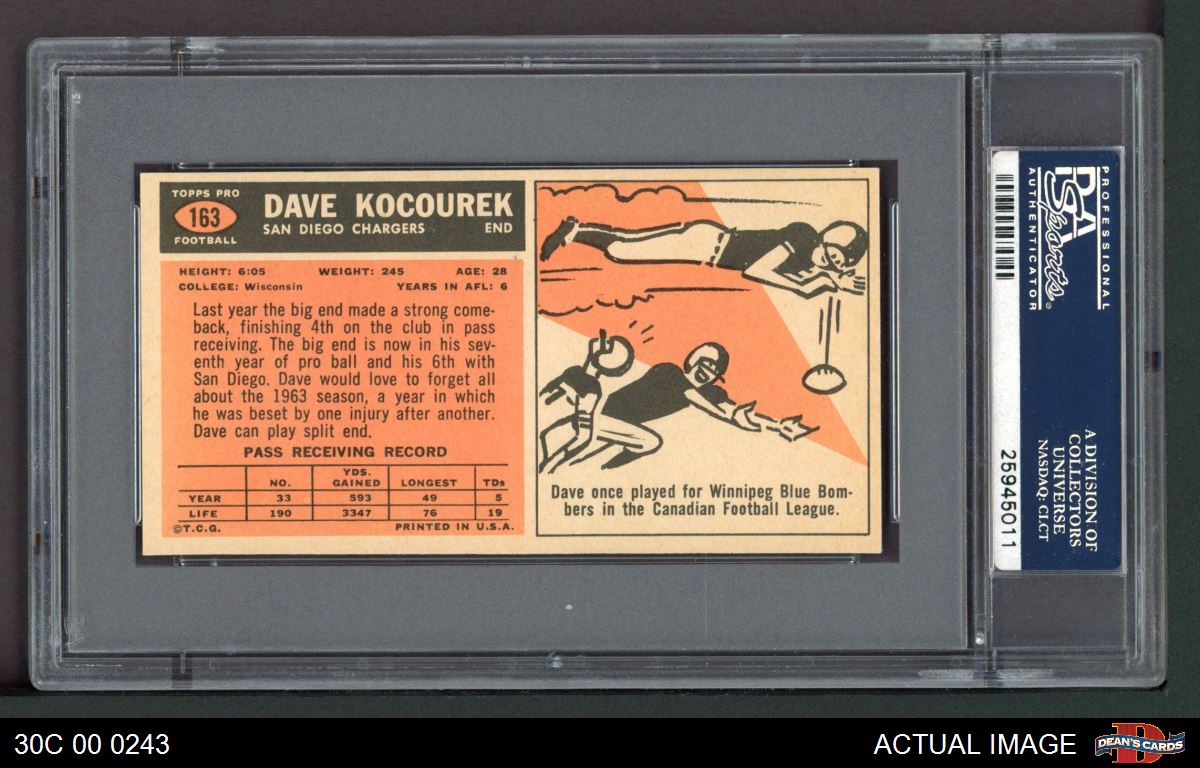 TOPPS PRO
163
FOOTBALL
DAVE KOCOUREK
SAN DIEGO CHARGERS END
HEIGHT: 6:05 WEIGHT: 245 AGE: 28
COLLEGE: Wisconsin YEARS IN AFL: 6
Last year the big end made a strong come-
back, finishing 4th on the club in pass
receiving. The big end is now in his sev-
enth year of pro ball and his 6th with
San Diego. Dave would love to forget all
about the 1963 season, a year in which
he was beset by one injury after another.
Dave can play split end.
PASS RECEIVING RECORD
NO. YDS. GAINED LONGEST TDs
YEAR 33 593 49 5
LIFE 190 3347 76 19
©T.C.G. PRINTED IN U.S.A.
Dave once played for Winnipeg Blue Bom-
bers in the Canadian Football League.
PROFESSIONAL
PSA
Sports®
AUTHENTICATOR
A DIVISION OF
COLLECTORS
UNIVERSE
NASDAQ: CLCT
25945011
30C 00 0243
ACTUAL IMAGE
D
DEAN'S CARDS